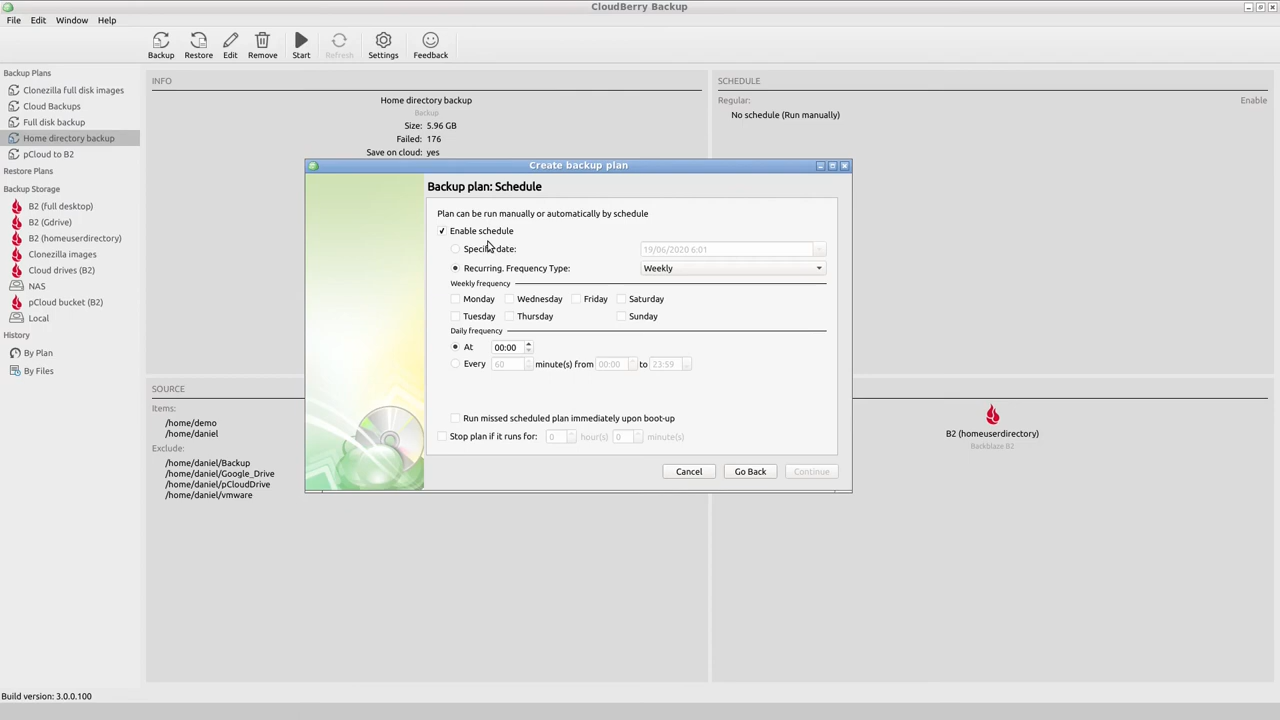 CloudBerry Backup
File Edit Window Help
Backup Restore Edit Remove Start Refresh Settings Feedback
Backup Plans
Clonezilla full disk images
Cloud Backups
Full disk backup
Home directory backup
pCloud to B2
Restore Plans
Backup Storage
B2 (full desktop)
B2 (Gdrive)
B2 (homeuserdirectory)
Clonezilla images
Cloud drives (B2)
NAS
pCloud bucket (B2)
Local
History
By Plan
By Files
INFO
Home directory backup
Backup
Size: 5.96 GB
Failed: 176
Save on cloud: yes
SCHEDULE
Regular: Enable
No schedule (Run manually)
Create backup plan
Backup plan: Schedule
Plan can be run manually or automatically by schedule
Enable schedule
Specific date: 19/06/2020 6:01
Recurring. Frequency Type: Weekly
Weekly frequency
Monday Wednesday Friday Saturday
Tuesday Thursday Sunday
Daily frequency
At 00:00
Every 60 minute(s) from 00:00 to 23:59
Run missed scheduled plan immediately upon boot-up
Stop plan if it runs for: 0 hour(s) 0 minute(s)
Cancel Go Back Continue
SOURCE
Items:
/home/demo
/home/daniel
Exclude:
/home/daniel/Backup
/home/daniel/Google_Drive
/home/daniel/pCloudDrive
/home/daniel/vmware
B2 (homeuserdirectory)
Backblaze B2
Build version: 3.0.0.100